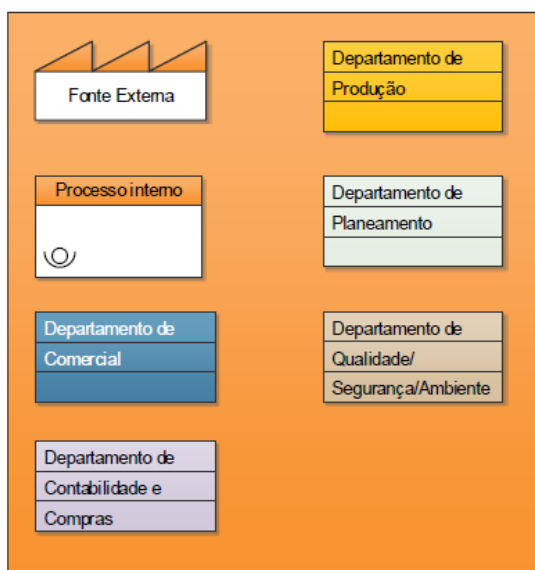 Fonte Externa
Departamento de
Produção
Processo interno
Departamento de
Planeamento
Departamento de
Comercial
Departamento de
Qualidade/
Segurança/Ambiente
Departamento de
Contabilidade e
Compras